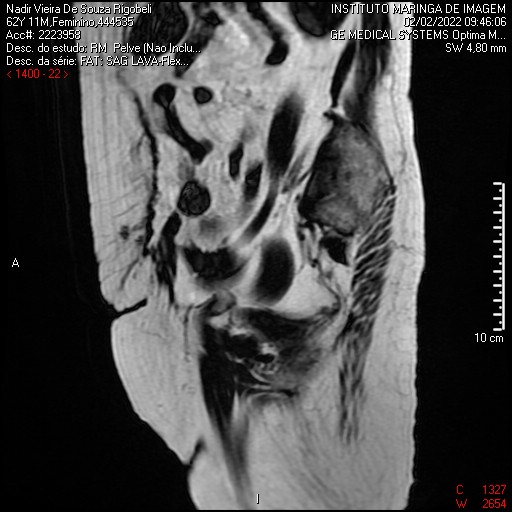 Nadir Vieira De Souza Rigobeli
62Y 11M,Feminino,444535
Acc#: 2223953
Desc. do estudo: RM Pelve (Nao Inclu...
Desc. da série: FAT: SAG LAVA-Flex...
< 1400 - 22 >
INSTITUTO MARINGA DE IMAGEM
02/02/2022 09:46:06
GE MEDICAL SYSTEMS Optima M...
SW 4,80 mm
A
10 cm
I
C 1327
W 2654